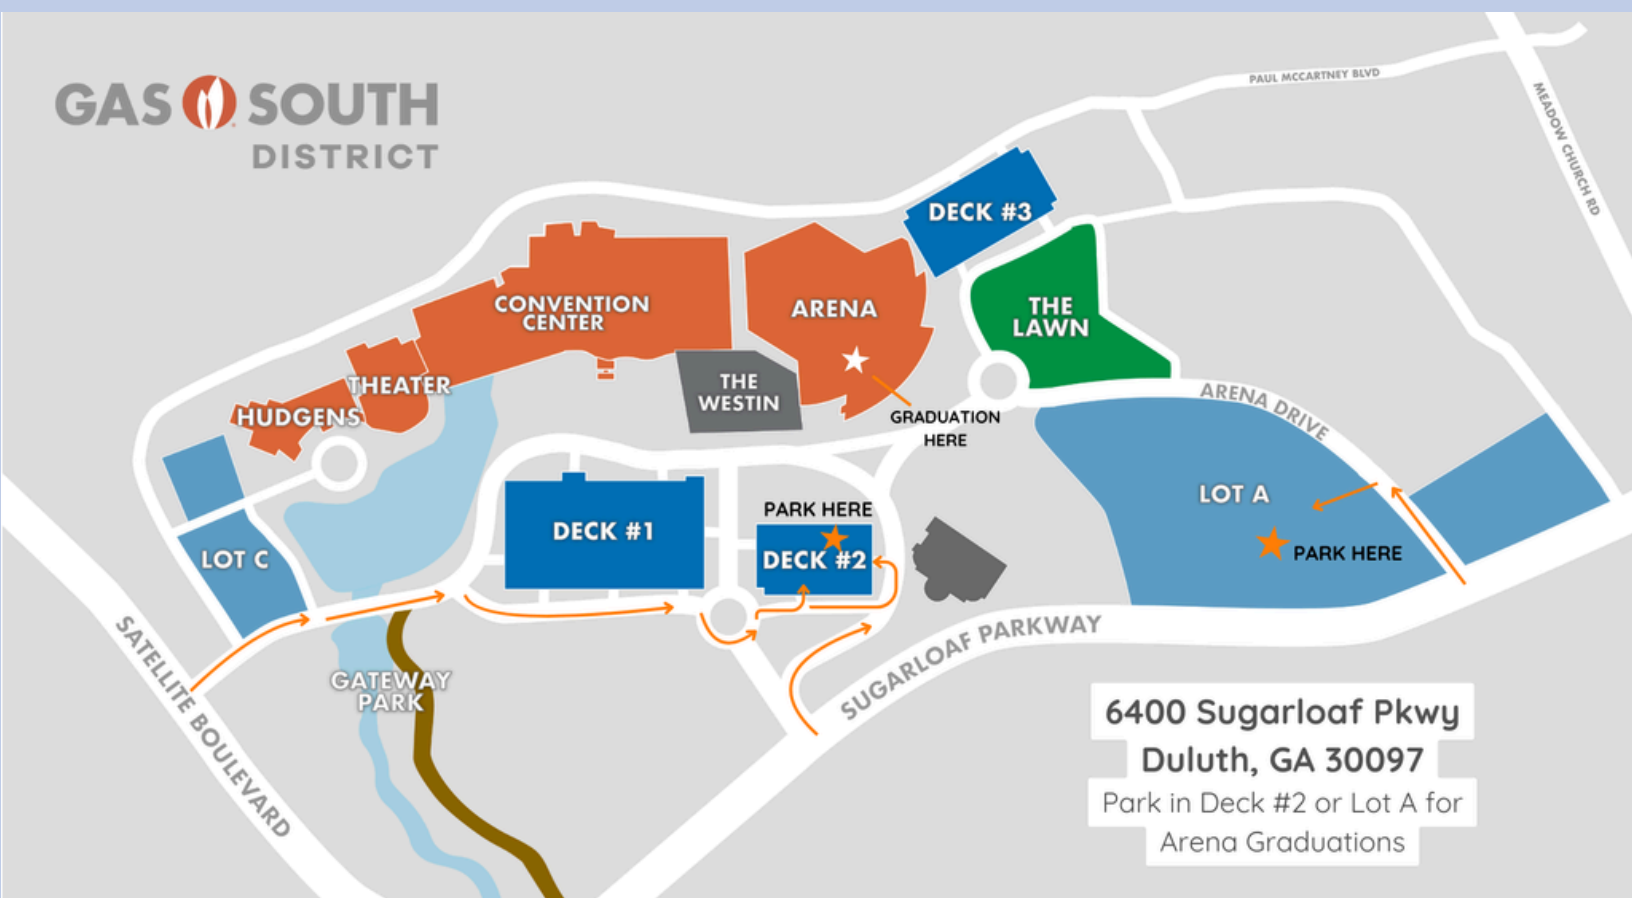 GAS SOUTH
DISTRICT
PAUL MCCARTNEY BLVD
MEADOW CHURCH RD
DECK #3
CONVENTION
CENTER
ARENA
THE
LAWN
THEATER
THE
WESTIN
HUDGENS
GRADUATION
HERE
ARENA DRIVE
LOT A
PARK HERE
PARK HERE
DECK #1
DECK #2
LOT C
SATELLITE BOULEVARD
GATEWAY
PARK
SUGARLOAF PARKWAY
6400 Sugarloaf Pkwy
Duluth, GA 30097
Park in Deck #2 or Lot A for
Arena Graduations